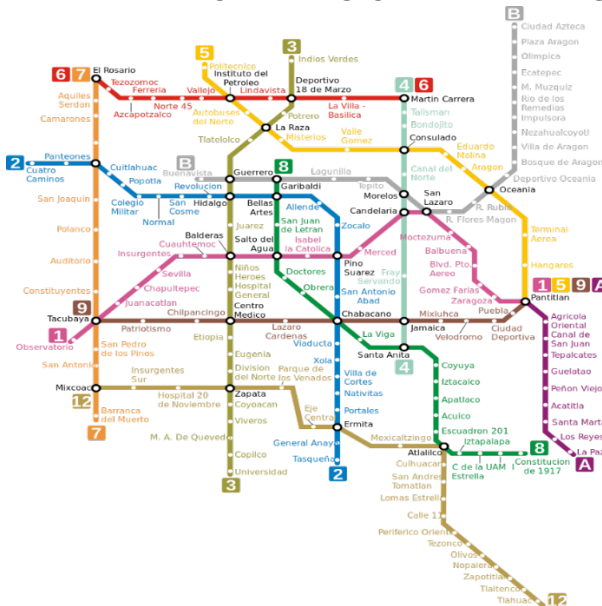 B
Ciudad Azteca
Plaza Aragon
Olimpica
Ecatepec
M. Muzquiz
Rio de los
Remedios
Impulsora
Nezahualcoyotl
Villa de Aragon
Bosque de Aragon
Deportivo Oceania
Oceania
R. Flores Magon
San
Lazaro
Morelos
Tepito
Lagunilla
Garibaldi
Guerrero
Buenavista
B
6 7
El Rosario
Tezozomoc
Azcapotzalco
Ferreria
Norte 45
Vallejo
Instituto del
Petroleo
Lindavista
Deportivo
18 de Marzo
La Villa -
Basilica
Martin Carrera
4 6
5
Politecnico
Autobuses
del Norte
La Raza
Misterios
Valle
Gomez
Consulado
Eduardo
Molina
Aragon
Terminal
Aerea
Hangares
Pantitlan
1 5 9 A
3
Indios Verdes
Potrero
Tlatelolco
Hidalgo
Juarez
Balderas
Niños
Heroes
Hospital
General
Centro
Medico
Etiopia
Eugenia
Division
del Norte
Zapata
Coyoacan
Viveros
M. A. De Quevedo
Copilco
Universidad
3
Talisman
Bondojito
Canal del
Norte
Candelaria
Fray
Servando
Jamaica
Santa Anita
4
Aquiles
Serdan
Camarones
Panteones
San Joaquin
Polanco
Auditoria
Constituyentes
Tacubaya
San Pedro
de los Pinos
San Antonio
Mixcoac
Barranca
del Muerto
7
2
Cuatro
Caminos
Cuitlahuac
Popotla
Colegio
Militar
Normal
San
Cosme
Revolucion
Bellas
Artes
Allende
Zocalo
Pino
Suarez
San Antonio
Abad
Chabacano
Viaducto
Xola
Villa de
Cortes
Nativitas
Portales
Ermita
General Anaya
Tasqueña
2
8
San Juan
de Letran
Salto del
Agua
Doctores
Obrera
La Viga
Coyuya
Iztacalco
Apatlaco
Aculco
Escuadron 201
Atlalilco
Iztapalapa
C de la
Estrella
UAM I
Constitucion
de 1917
8
1
Observatorio
Juanacatlan
Chapultepec
Sevilla
Insurgentes
Cuauhtemoc
Isabel
la Catolica
Merced
Moctezuma
Balbuena
Blvd. Pto.
Aereo
Gomez Farias
Zaragoza
9
Patriotismo
Chilpancingo
Lazaro
Cardenas
Mixiuhca
Velodromo
Ciudad
Deportiva
Puebla
Agricola
Oriental
Canal de
San Juan
Tepalcates
Guelatao
Peñon Viejo
Acatitla
Santa Mart
Los Reyes
La Paz
A
12
Insurgentes
Sur
Hospital 20
de Noviembre
Parque de
los Venados
Eje
Central
Mexicaltzingo
Culhuacan
San Andres
Tomatlan
Lomas Estrella
Calle 11
Periferico Orient
Tezonco
Olivos
Nopalera
Zapotitlan
Tlaltenco
Tlahuac
12